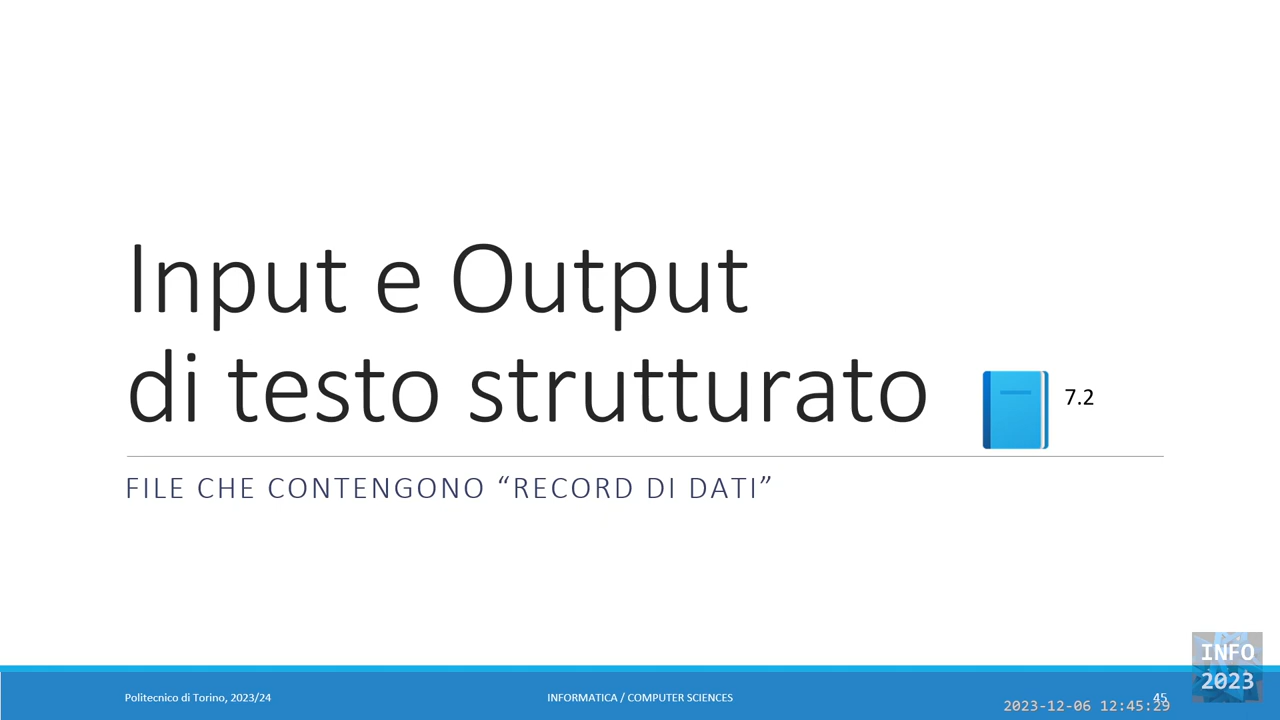 Input e Output
di testo strutturato
7.2
FILE CHE CONTENGONO “RECORD DI DATI”
INFO
2023
Politecnico di Torino, 2023/24
INFORMATICA / COMPUTER SCIENCES
45
2023-12-06 12:45:29